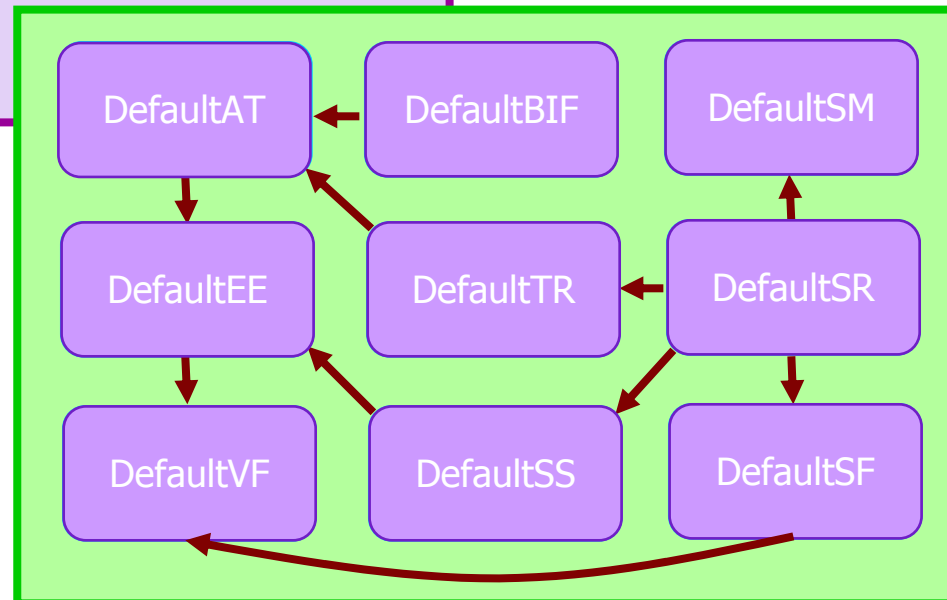 DefaultAT
DefaultBIF
DefaultSM
DefaultEE
DefaultTR
DefaultSR
DefaultVF
DefaultSS
DefaultSF